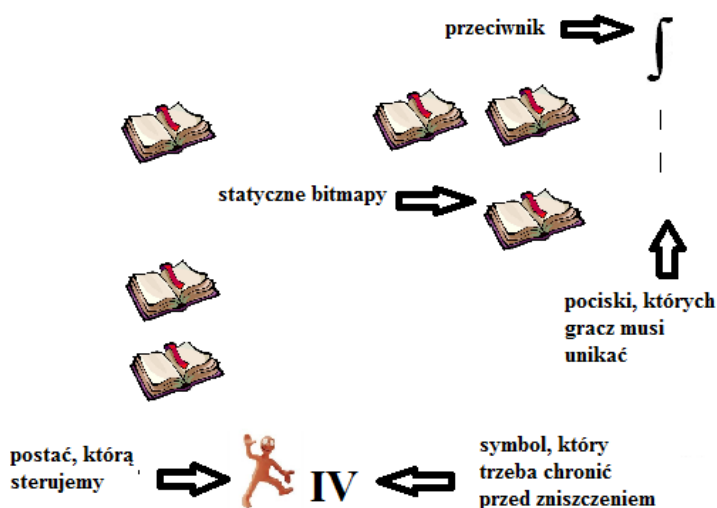 przeciwnik
statyczne bitmapy
pociski, których
gracz musi
unikać
postać, którą
sterujemy
IV
symbol, który
trzeba chronić
przed zniszczeniem